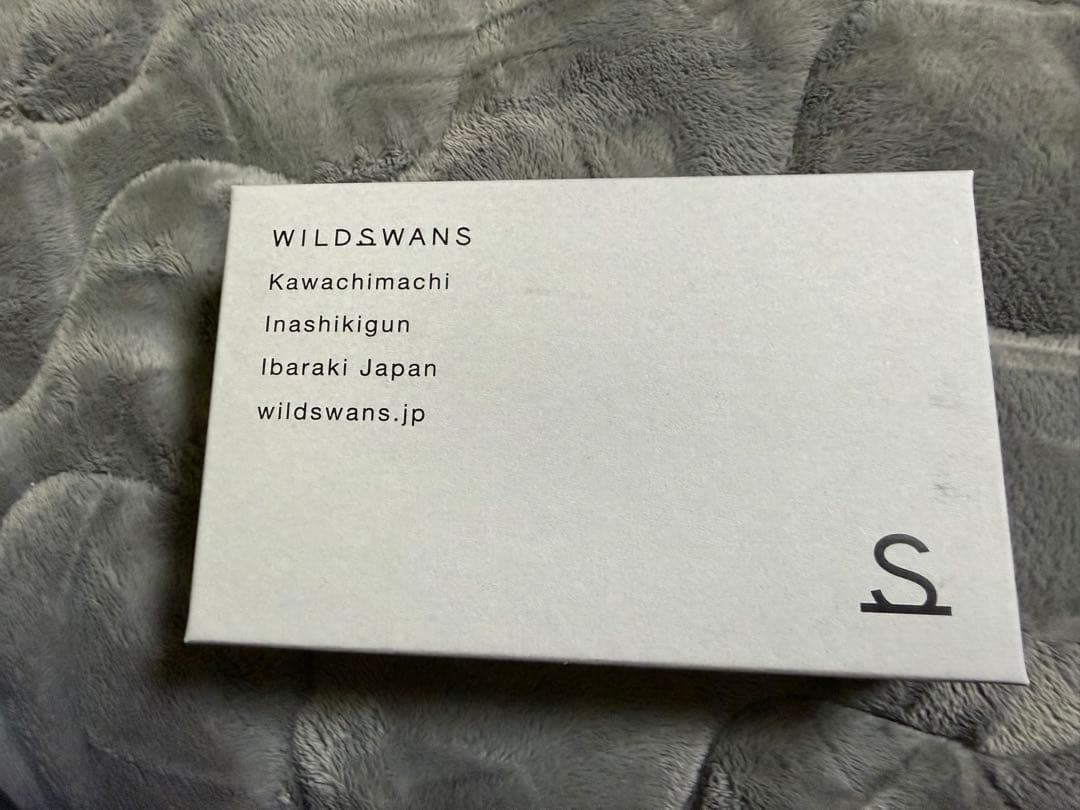 WILDSWANS
Kawachimachi
Inashikigun
Ibaraki Japan
wildswans.jp
S